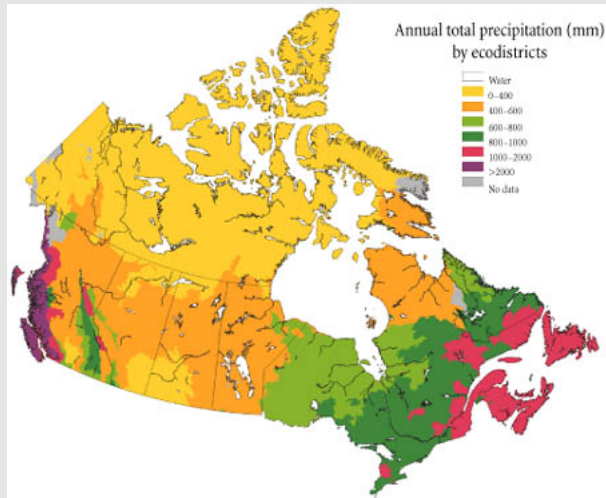 Annual total precipitation (mm)
by ecodistricts
Water
0–400
400–600
600–800
800–1000
1000–2000
>2000
No data